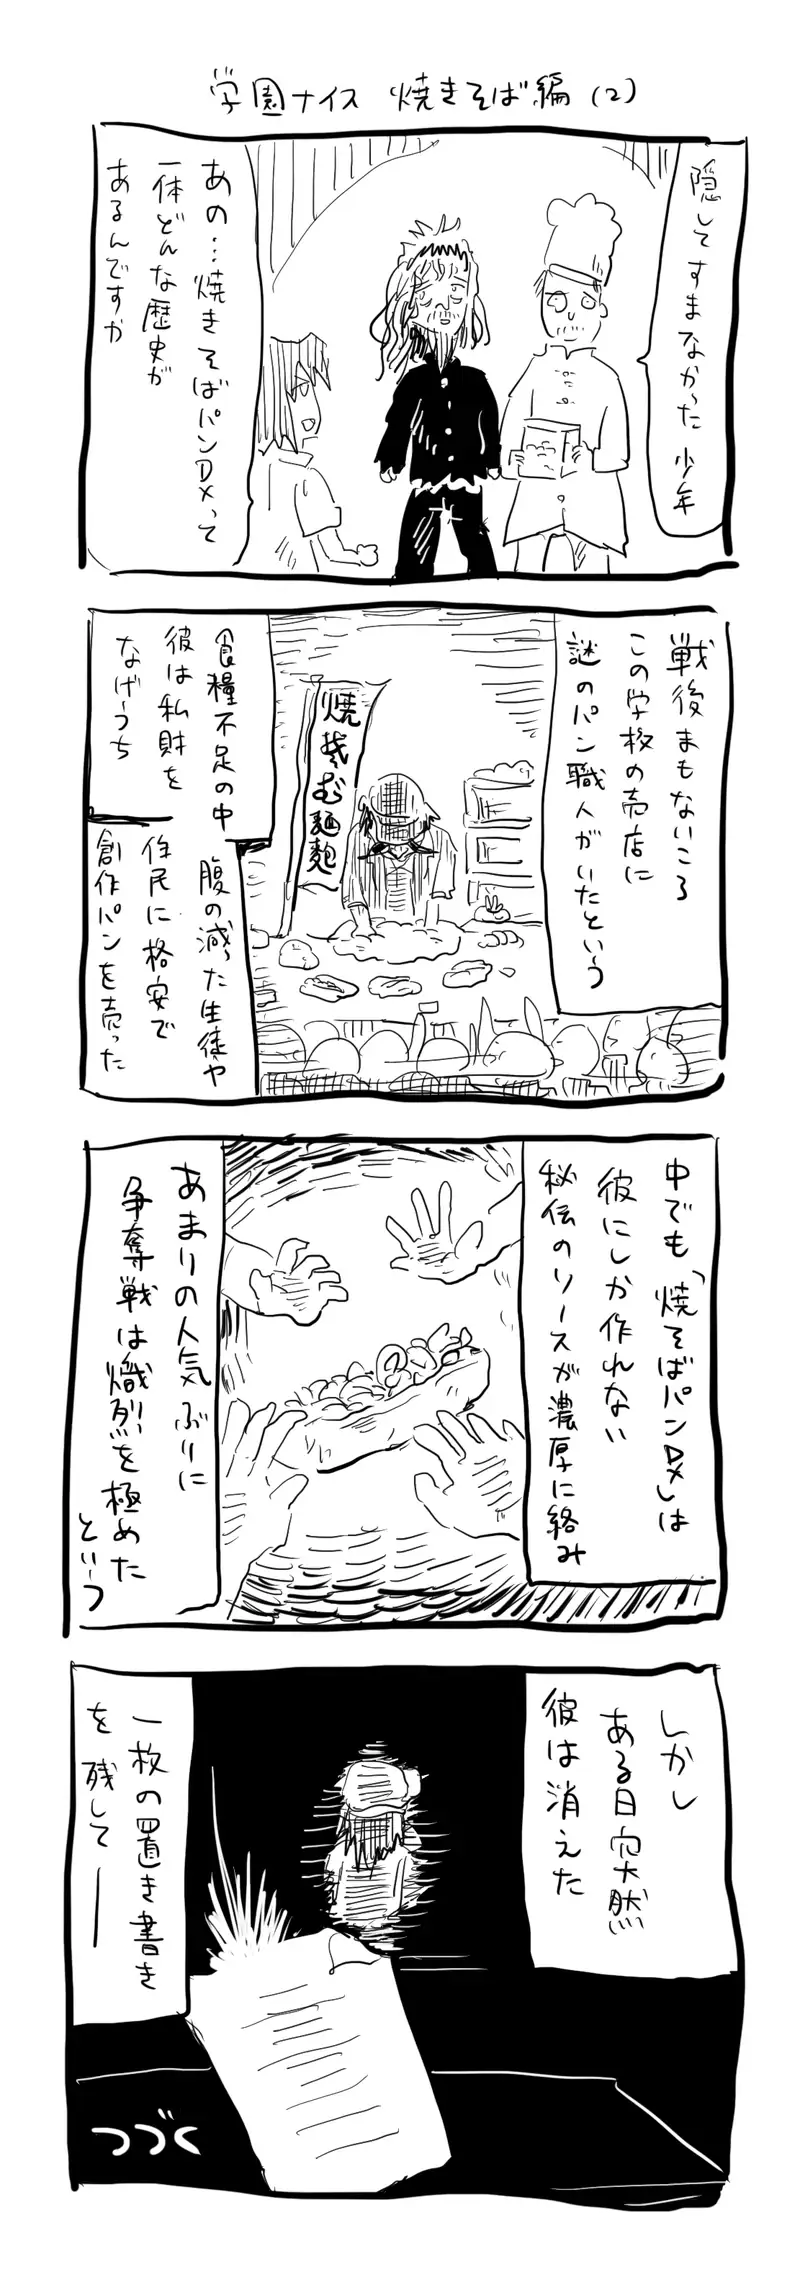 学園ナイス 焼きそば編(2)
隠してすまなかった 少年
あの…焼きそばパンDXって
一体どんな歴史が
あるんですか
戦後まもないころ
この学校の売店に
謎のパン職人がいたという
食糧不足の中
彼は私財を
なげーうち
腹の減った生徒や
住民に格安で
創作パンを売った
中でも「焼そばパンDX」は
彼にしか作れない
秘伝のソースが濃厚に絡み
あまりの人気ぶりに
争奪戦は熾烈を極めた
という
しかし
ある日突然
彼は消えた
一枚の置き書き
を残して――
つづく